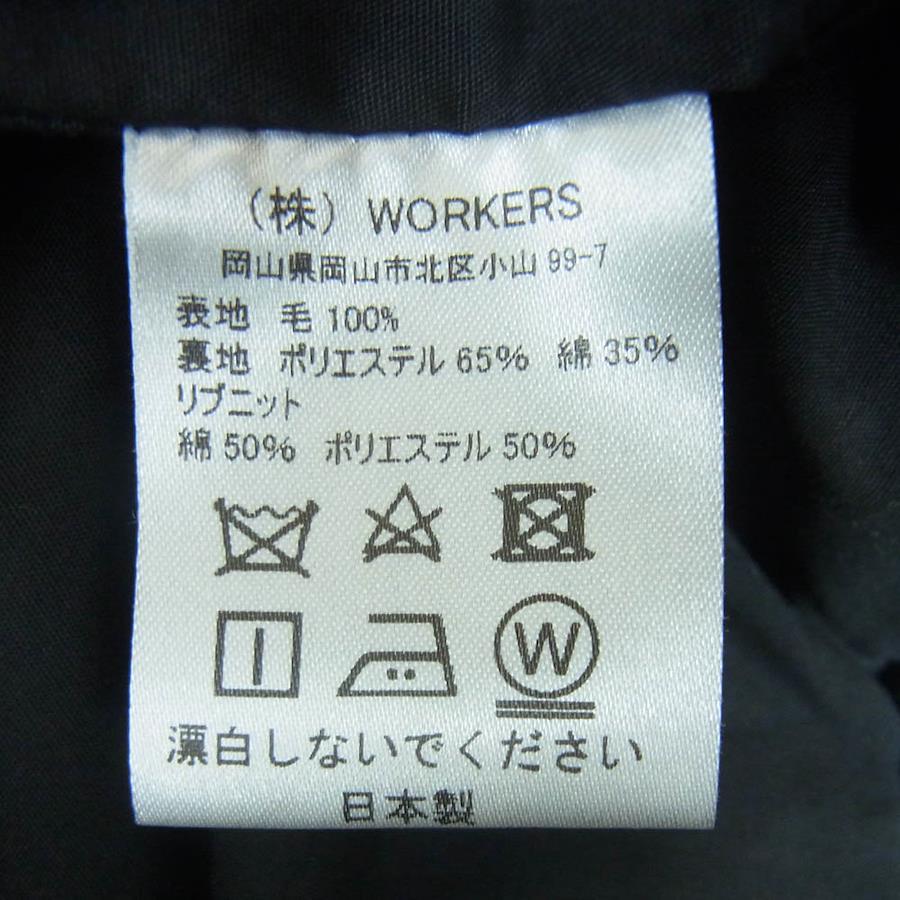 （株）WORKERS
岡山県岡山市北区小山 99-7
表地 毛 100%
裏地 ポリエステル 65% 綿 35%
リブニット
綿 50% ポリエステル 50%
W
漂白しないでください
日本製